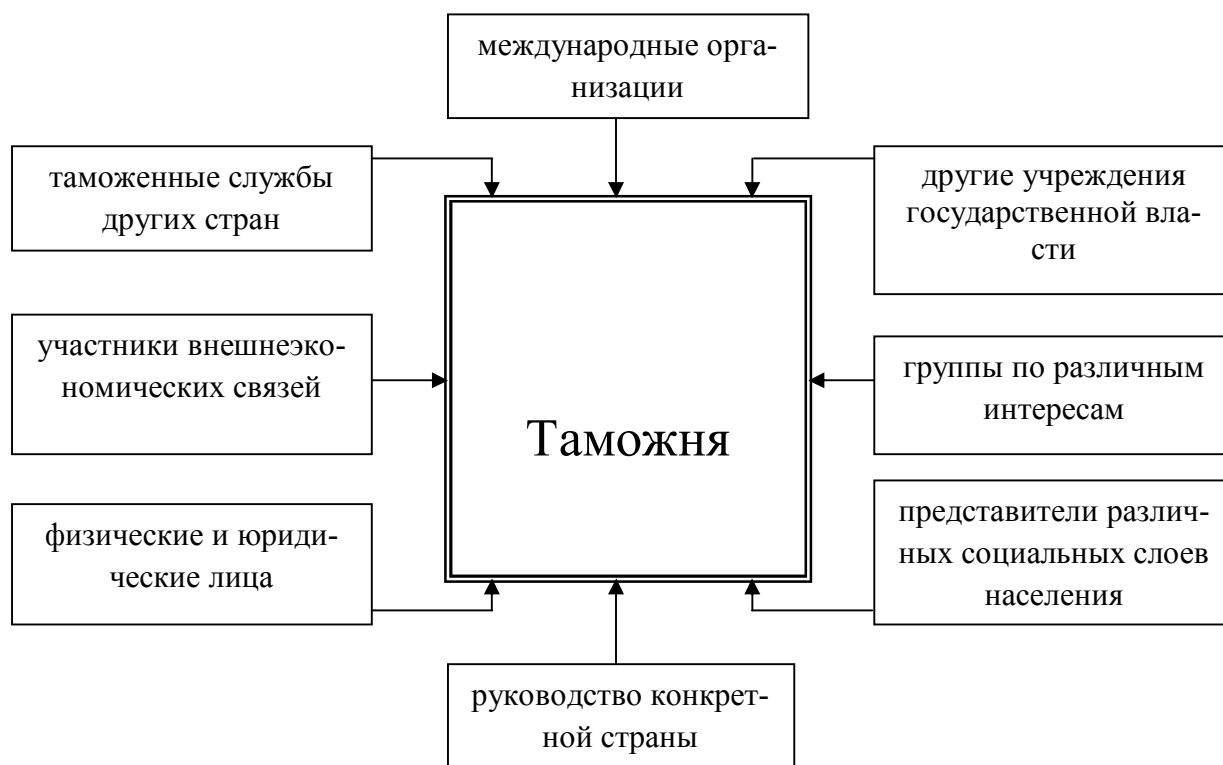 международные орга-
низации
таможенные службы
других стран
другие учреждения
государственной вла-
сти
участники внешнеэко-
номических связей
группы по различным
интересам
Таможня
физические и юриди-
ческие лица
представители различ-
ных социальных слоев
населения
руководство конкрет-
ной страны